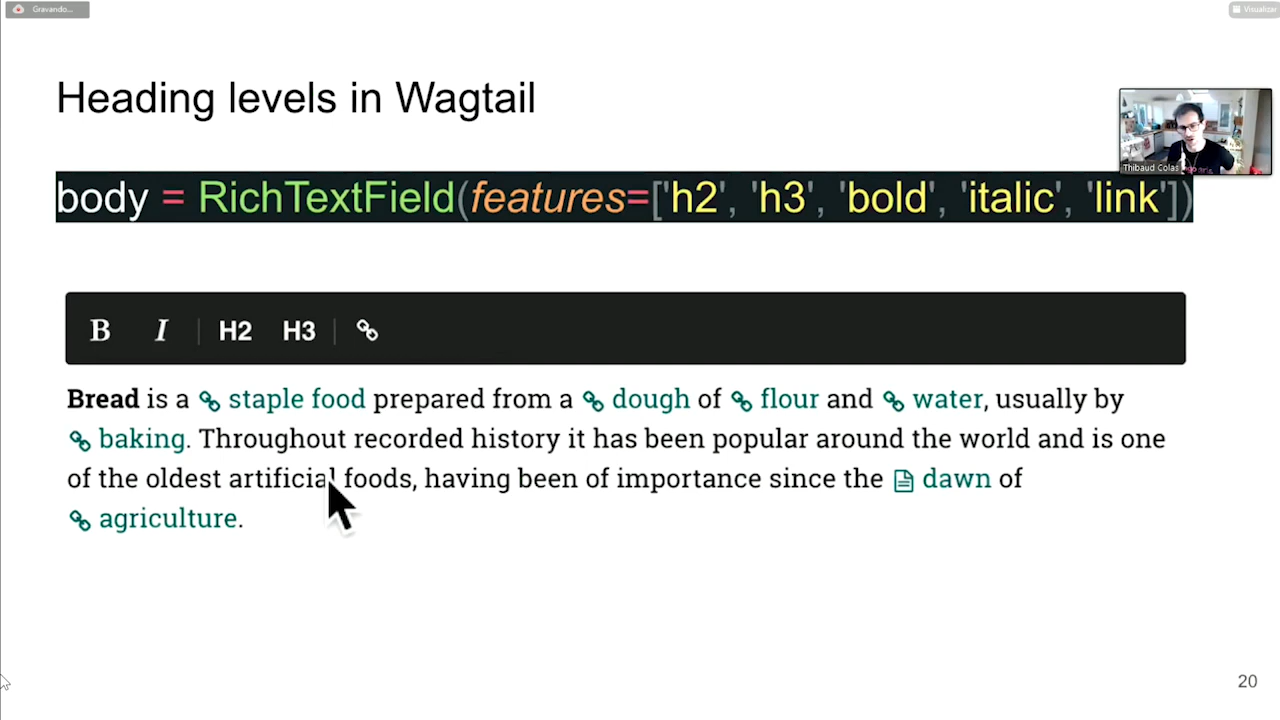 Gravando...
Visualizar
Heading levels in Wagtail
Thibaud Colas
body = RichTextField(features=['h2', 'h3', 'bold', 'italic', 'link'])
B I H2 H3
Bread is a staple food prepared from a dough of flour and water, usually by
baking. Throughout recorded history it has been popular around the world and is one
of the oldest artificial foods, having been of importance since the dawn of
agriculture.
20